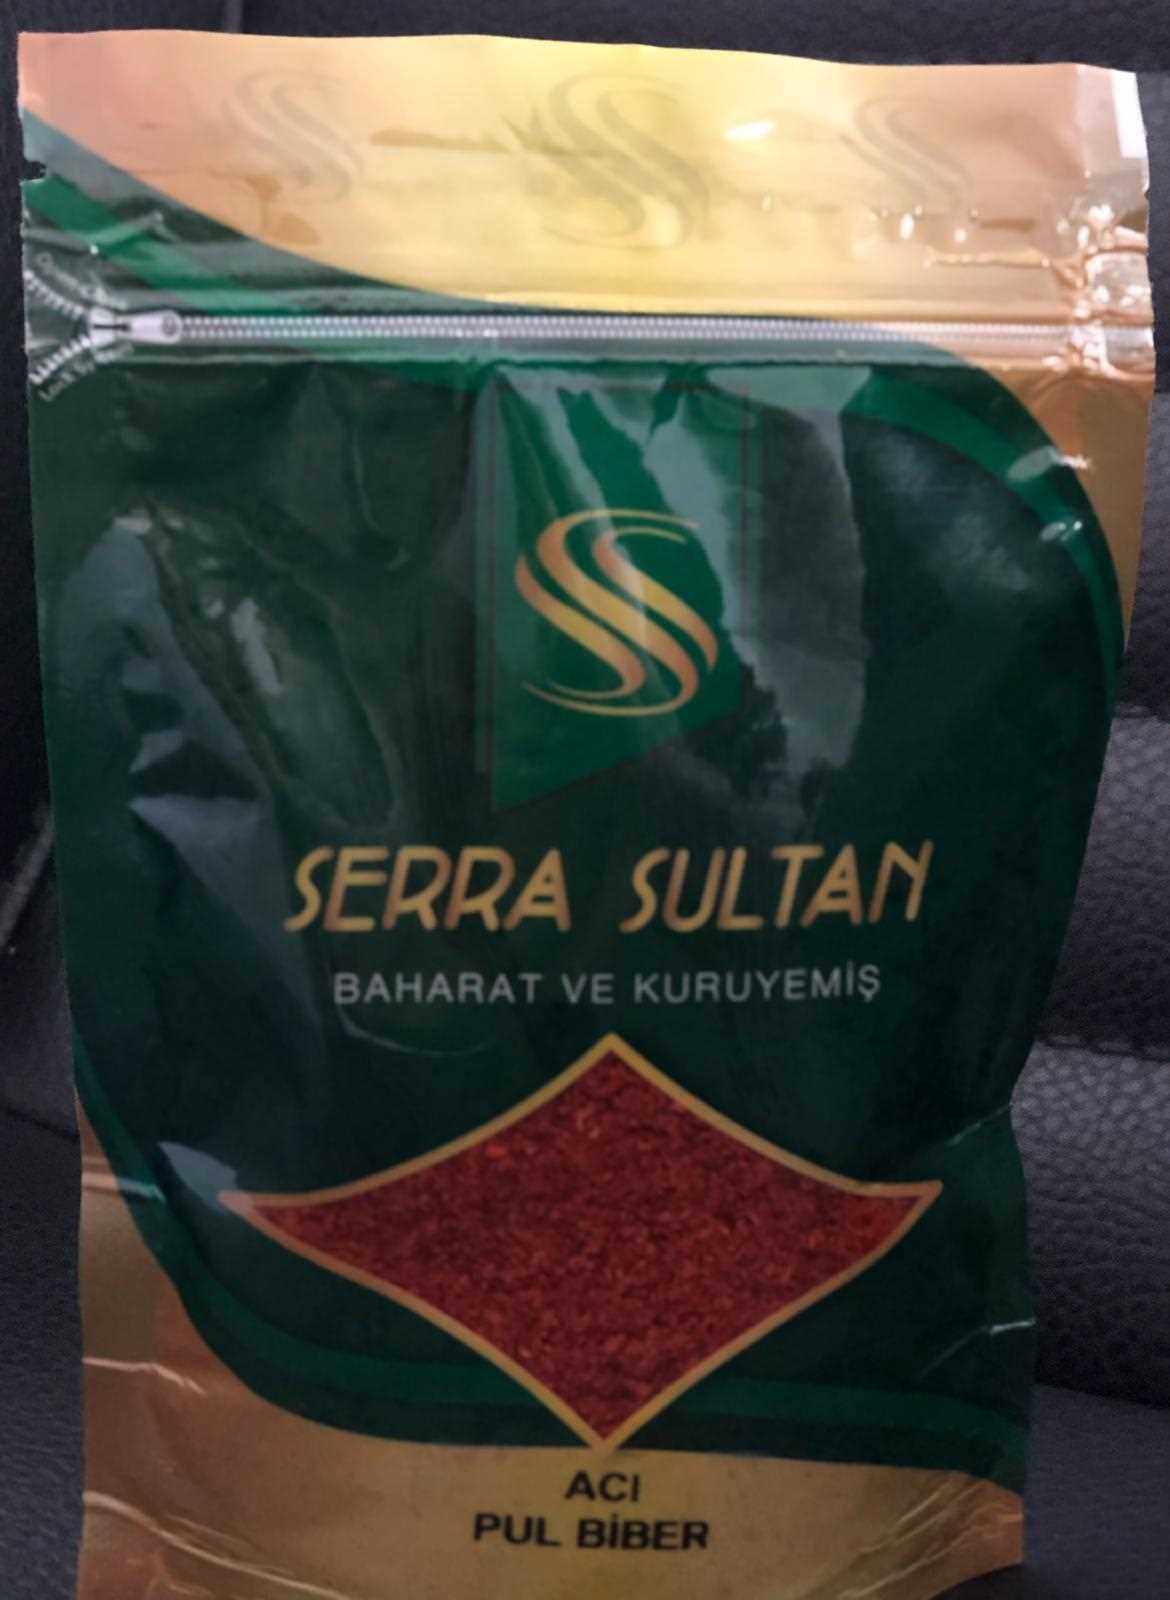 SERRA SULTAN
BAHARAT VE KURUYEMİŞ
ACI
PUL BİBER